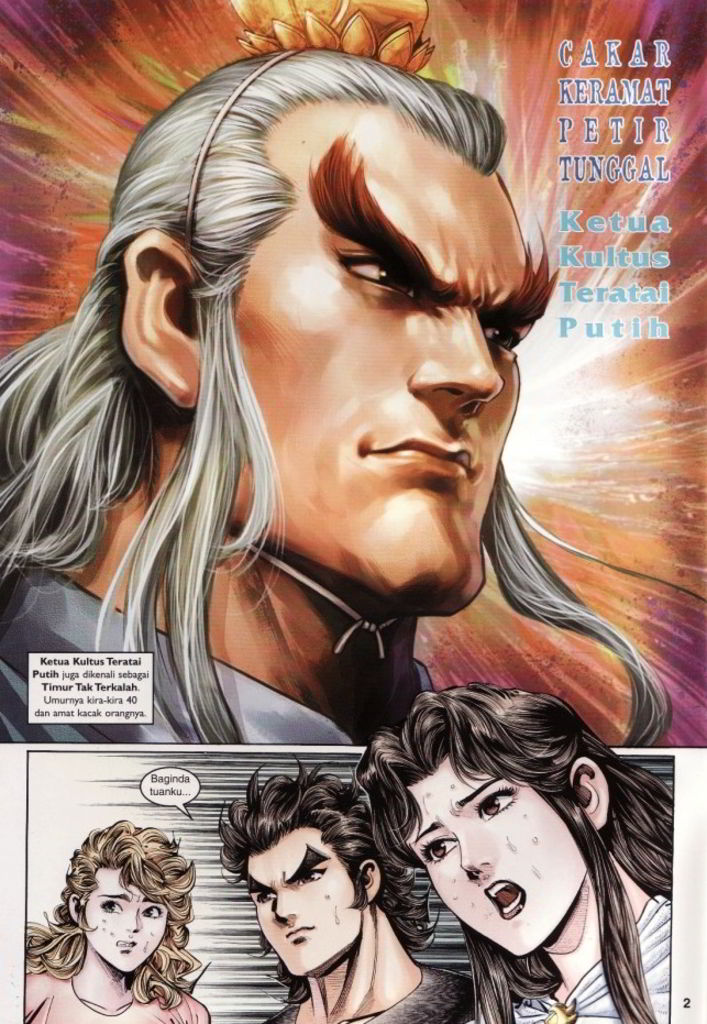 CAKAR
KERAMAT
PETIR
TUNGGAL
Ketua
Kultus
Teratai
Putih
Ketua Kultus Teratai
Putih juga dikenali sebagai
Timur Tak Terkalah.
Umurnya kira-kira 40
dan amat kacak orangnya.
Baginda
tuanku...
2